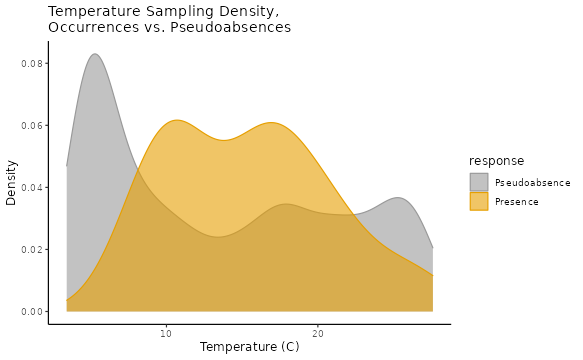 Temperature Sampling Density,
Occurrences vs. Pseudoabsences
0.08
0.06
0.04
0.02
0.00
Density
10
20
Temperature (C)
response
Pseudoabsence
Presence